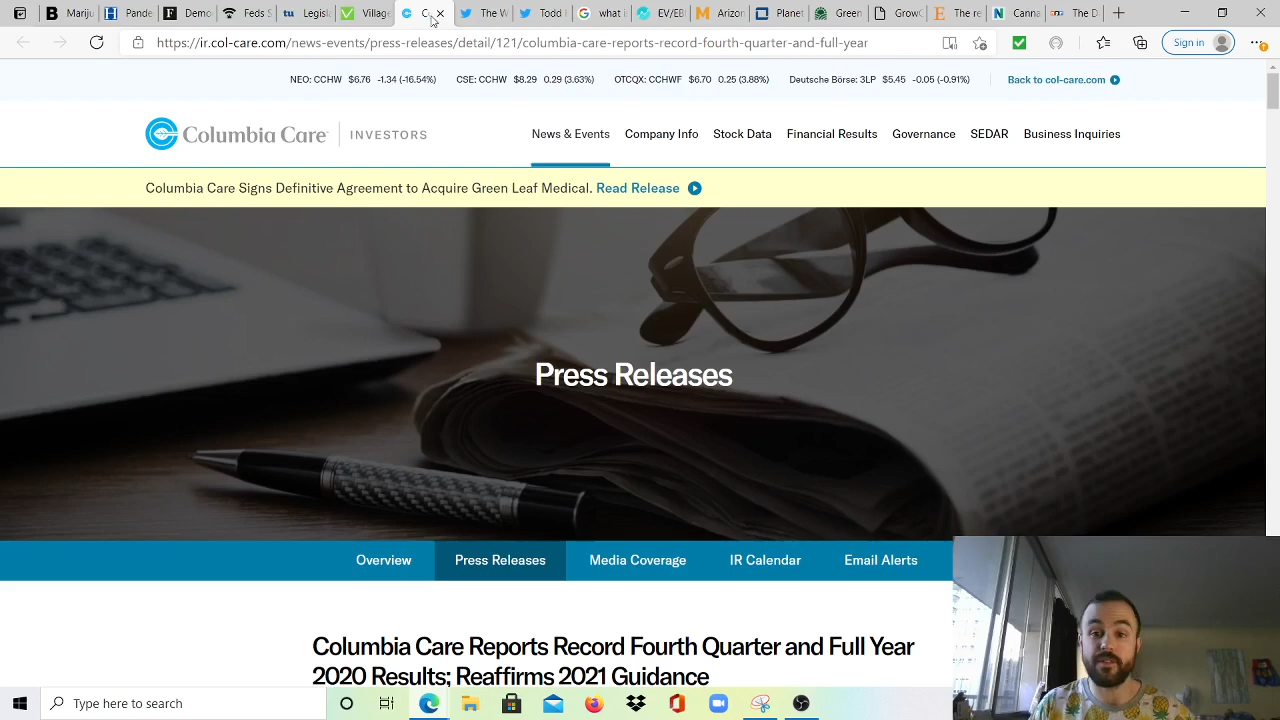 Mariju
Pande
Demo
Fed S
Legisl
Villag
C
The W
Todd
what i
EV/EB
Arizor
Planet
Green
GrowC
The re
Canna
The D
https://ir.col-care.com/news-events/press-releases/detail/121/columbia-care-reports-record-fourth-quarter-and-full-year
Sign in
NEO: CCHW $6.76 -1.34 (-16.54%) CSE: CCHW $8.29 0.29 (3.63%) OTCQX: CCHWF $6.70 0.25 (3.88%) Deutsche Börse: 3LP $5.45 -0.05 (-0.91%) Back to col-care.com
Columbia Care INVESTORS
News & Events Company Info Stock Data Financial Results Governance SEDAR Business Inquiries
Columbia Care Signs Definitive Agreement to Acquire Green Leaf Medical. Read Release
Press Releases
Overview Press Releases Media Coverage IR Calendar Email Alerts
Columbia Care Reports Record Fourth Quarter and Full Year
2020 Results; Reaffirms 2021 Guidance
Type here to search